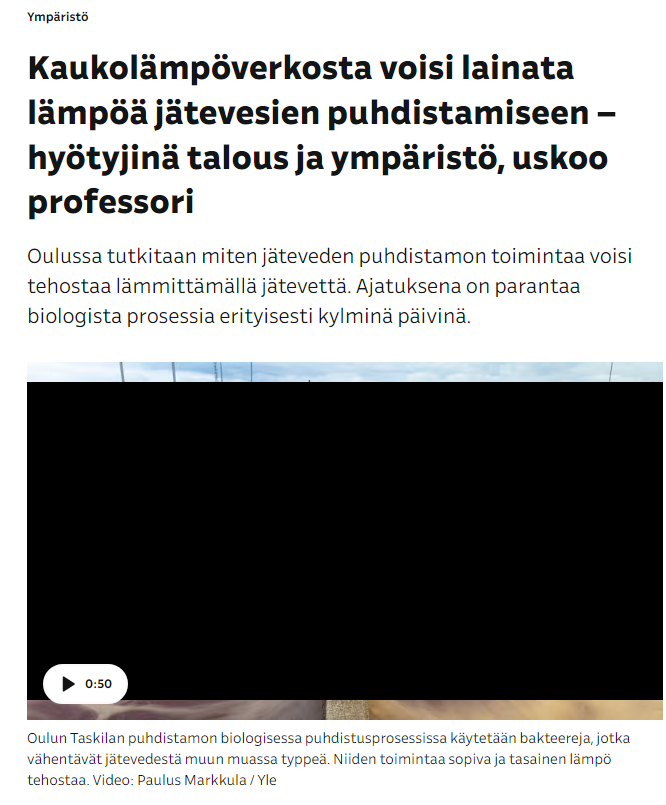 Ympäristö
Kaukolämpöverkosta voisi lainata
lämpöä jätevesien puhdistamiseen –
hyötyjinä talous ja ympäristö, uskoo
professori
Oulussa tutkitaan miten jäteveden puhdistamon toimintaa voisi
tehostaa lämmittämällä jätevettä. Ajatuksena on parantaa
biologista prosessia erityisesti kylminä päivinä.
0:50
Oulun Taskilan puhdistamon biologisessa puhdistusprosessissa käytetään bakteereja, jotka
vähentävät jätevedestä muun muassa typpeä. Niiden toimintaa sopiva ja tasainen lämpö
tehostaa. Video: Paulus Markkula / Yle